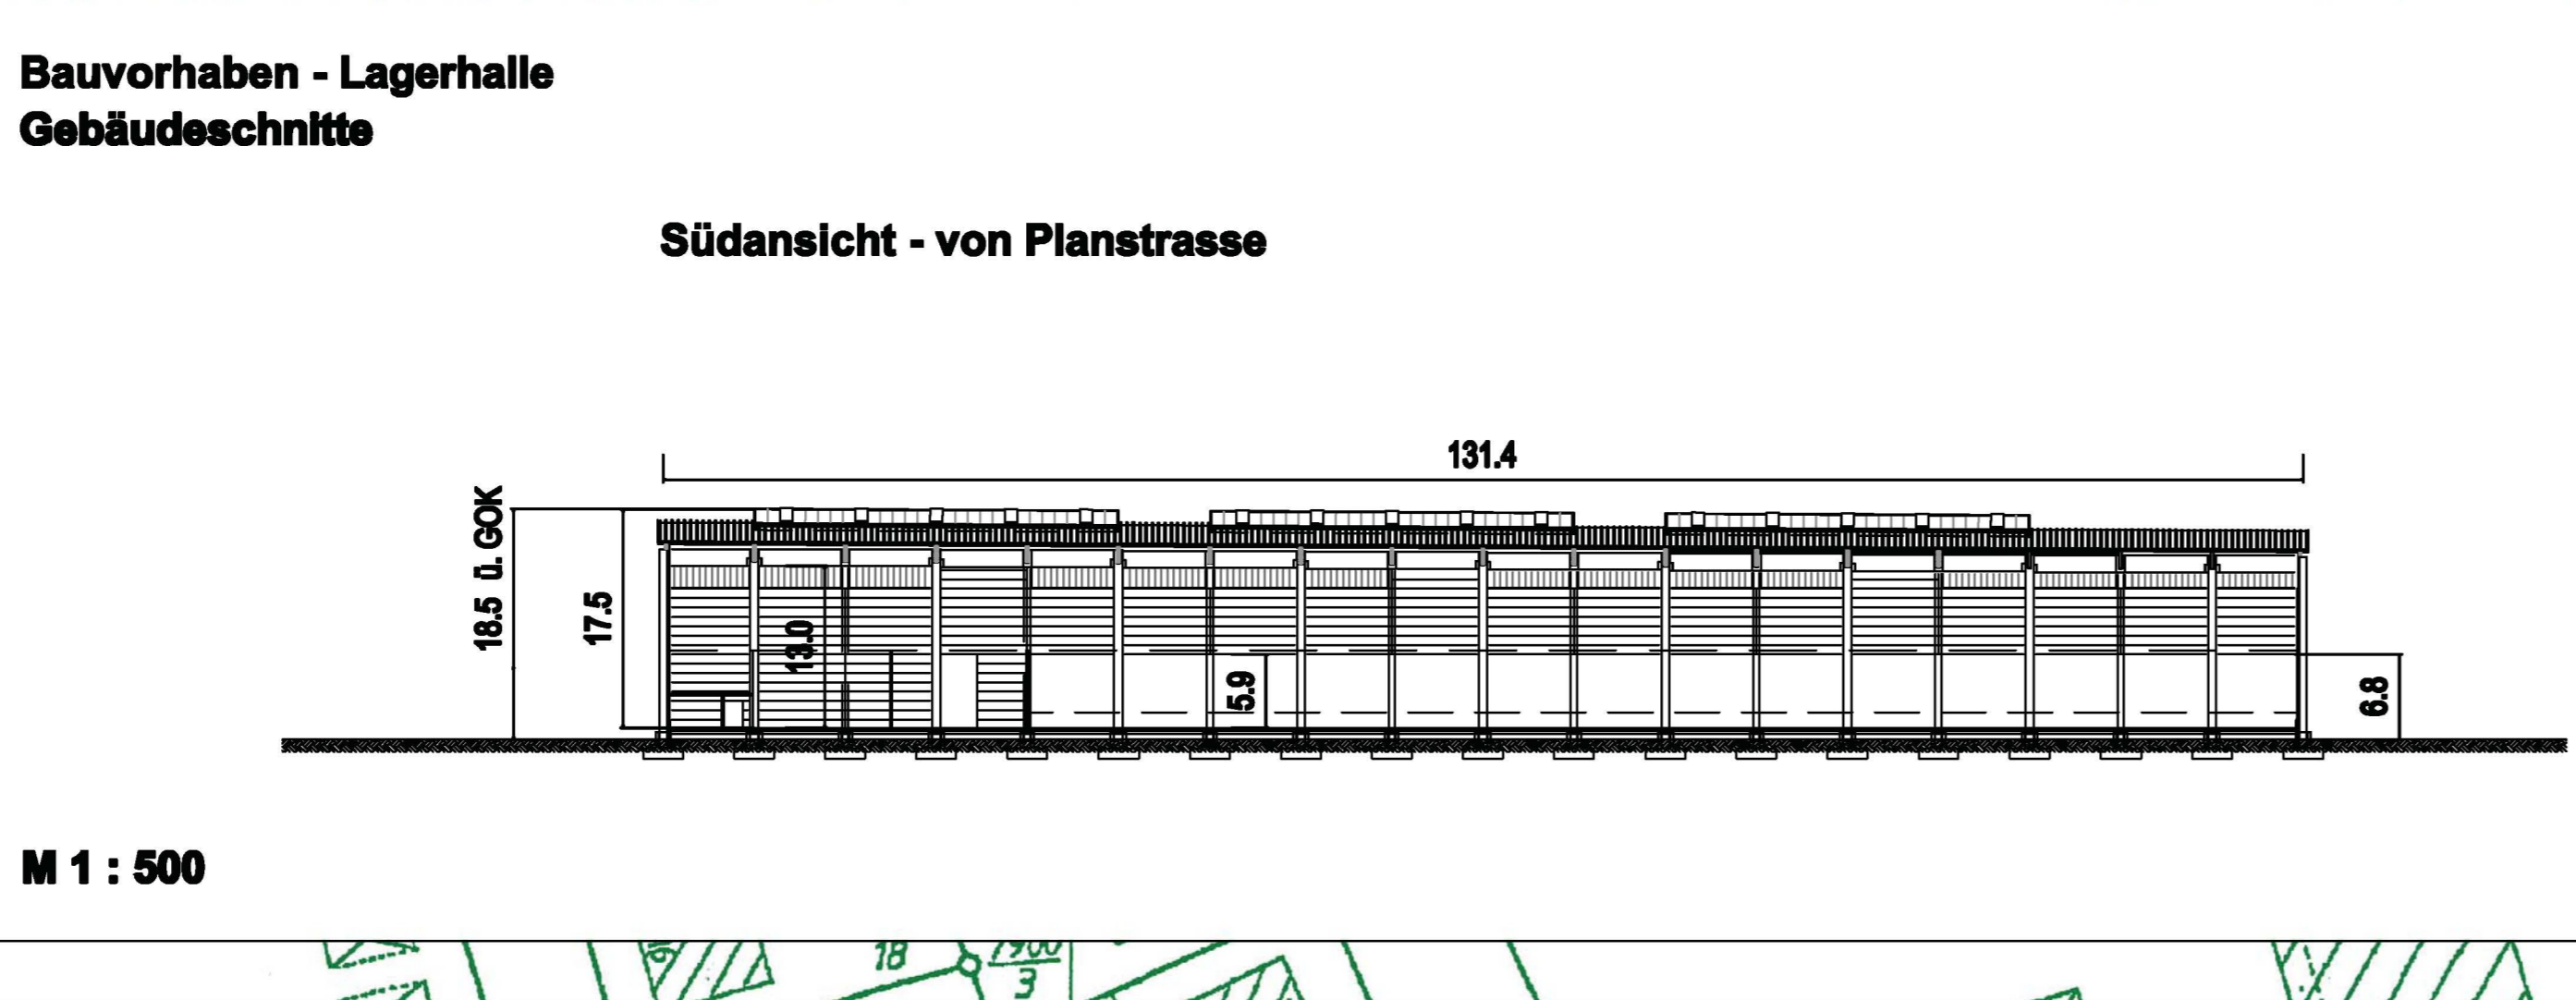 Bauvorhaben - Lagerhalle
Gebäudeschnitte
Südansicht - von Planstrasse
131.4
18.5 ü. GOK
17.5
13.0
5.9
6.8
M 1 : 500
18
3